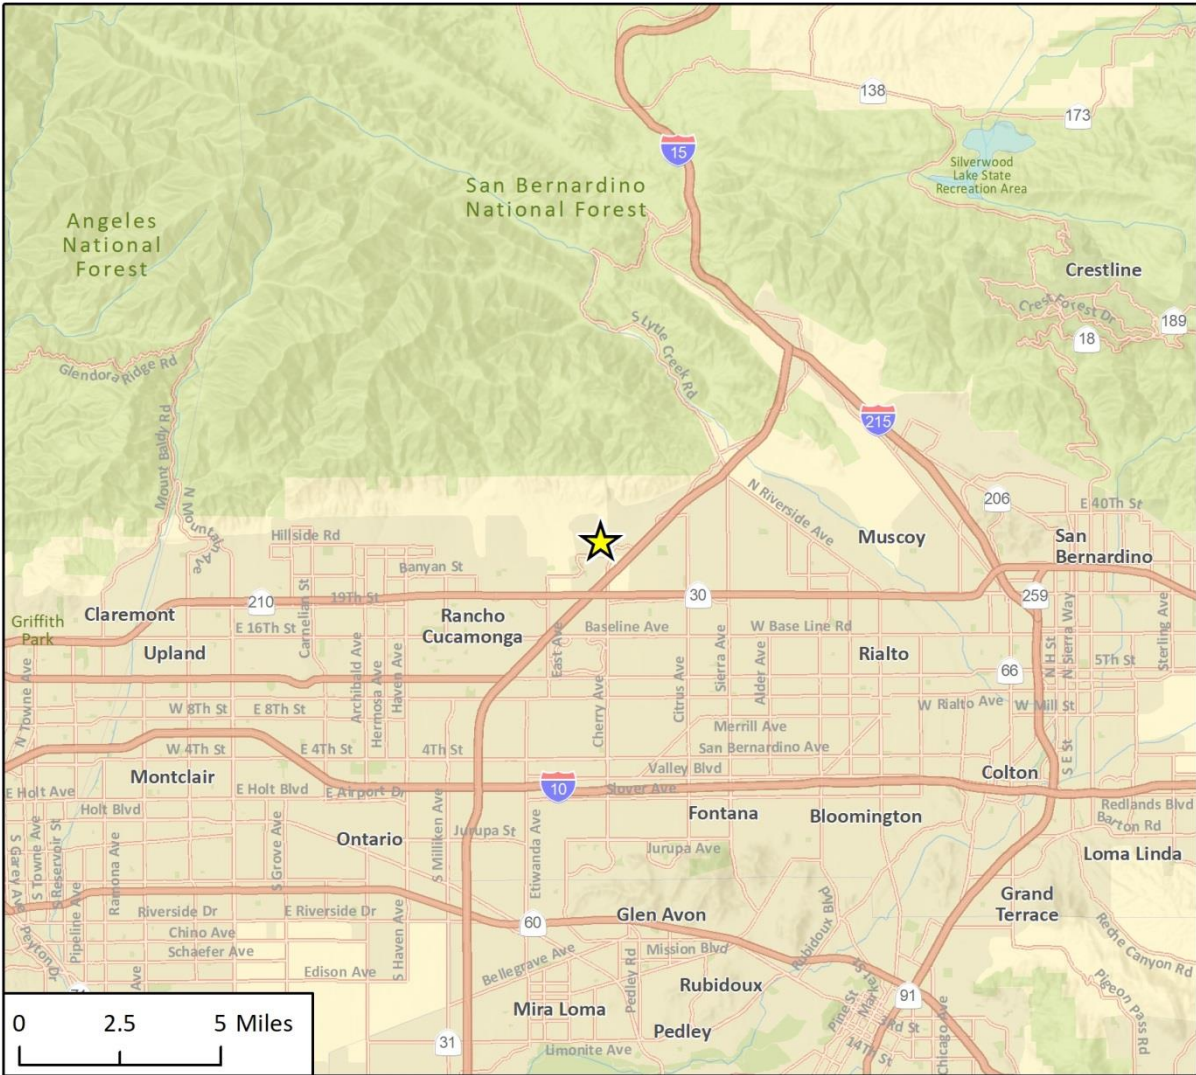 138
173
15
Silverwood
Lake State
Recreation Area
San Bernardino
National Forest
Angeles
National
Forest
Crestline
Crest Forest Dr
189
18
S Lytle Creek Rd
Glendora Ridge Rd
Mount Baldy Rd
215
N Mountain Ave
N Riverside Ave
206
E 40Th St
Hillside Rd
Muscoy
San
Bernardino
Banyan St
210
19Th St
30
259
Claremont
Griffith
Park
Carnelian St
Rancho
Cucamonga
E 16Th St
Baseline Ave
W Base Line Rd
Upland
Rialto
N Towne Ave
Archibald Ave
Hermosa Ave
Haven Ave
East Ave
Cherry Ave
Citrus Ave
Sierra Ave
Alder Ave
66
N H St
N Sierra Way
5Th St
Sterling Ave
W 8Th St
E 8Th St
W Rialto Ave
W Mill St
Merrill Ave
W 4Th St
E 4Th St
4Th St
San Bernardino Ave
S E St
Montclair
Valley Blvd
Colton
E Holt Ave
E Holt Blvd
E Airport Dr
10
Slover Ave
Holt Blvd
Fontana
Bloomington
Redlands Blvd
Barton Rd
S Garey Ave
S Towne Ave
S Reservoir St
Ramona Ave
S Grove Ave
Ontario
S Milliken Ave
Jurupa St
Etiwanda Ave
Jurupa Ave
Loma Linda
Pipeline Ave
Riverside Dr
E Riverside Dr
60
Glen Avon
Rubidoux Blvd
Grand
Terrace
Chino Ave
Schaefer Ave
S Haven Ave
Mission Blvd
Reche Canyon Rd
Peyton Dr
Ave
Edison Ave
Bellegrave Ave
Pedley Rd
Rubidoux
Pigeon Pass Rd
71
Mira Loma
Pine St
Market St
91
3Rd St
Chicago Ave
Pedley
14Th St
31
Limonite Ave
0 2.5 5 Miles